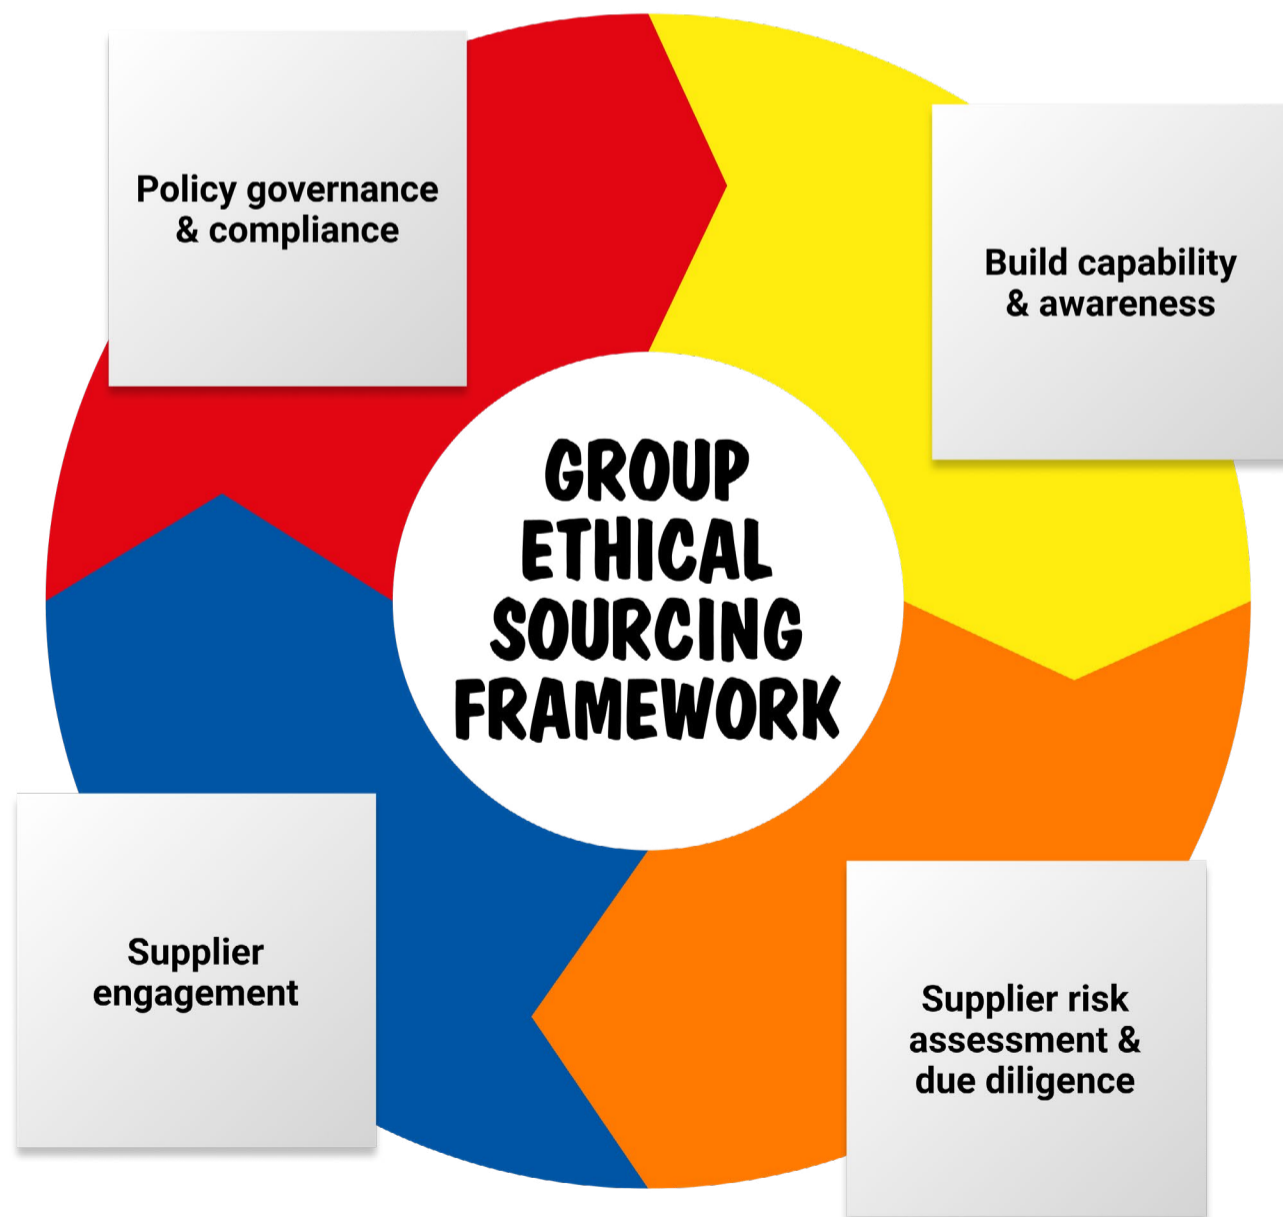 Policy governance
& compliance
Build capability
& awareness
GROUP
ETHICAL
SOURCING
FRAMEWORK
Supplier
engagement
Supplier risk
assessment &
due diligence